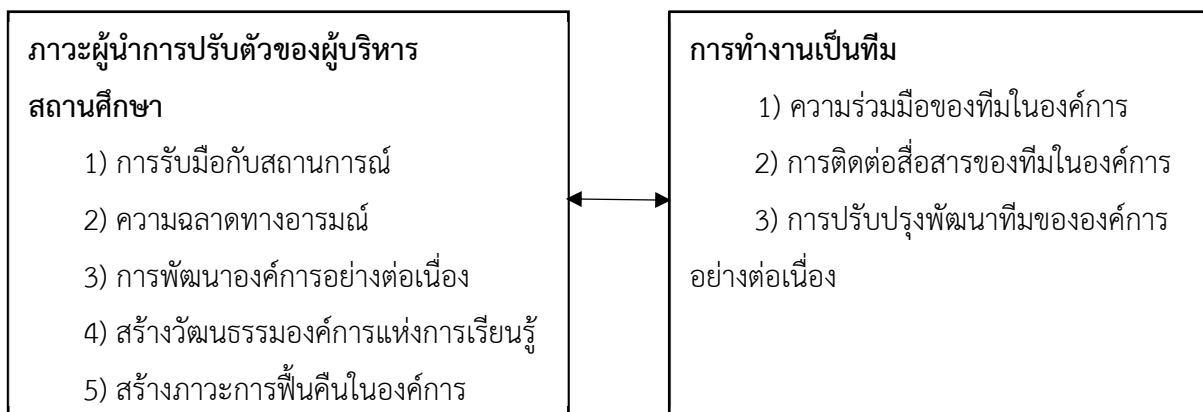 ภาวะผู้นำการปรับตัวของผู้บริหาร
สถานศึกษา
1) การรับมือกับสถานการณ์
2) ความฉลาดทางอารมณ์
3) การพัฒนาองค์การอย่างต่อเนื่อง
4) สร้างวัฒนธรรมองค์การแห่งการเรียนรู้
5) สร้างภาวะการฟื้นคืนในองค์การ
การทำงานเป็นทีม
1) ความร่วมมือของทีมในองค์การ
2) การติดต่อสื่อสารของทีมในองค์การ
3) การปรับปรุงพัฒนาทีมขององค์การ
อย่างต่อเนื่อง